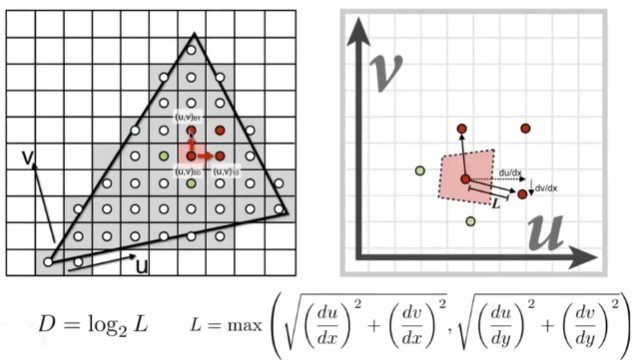 (u,v)₀₁
(u,v)₀₀
(u,v)₁₀
v
u
v
du/dx
dv/dx
L
u
D = log₂ L
L = max ( √( (du/dx)² + (dv/dx)² ), √( (du/dy)² + (dv/dy)² ) )